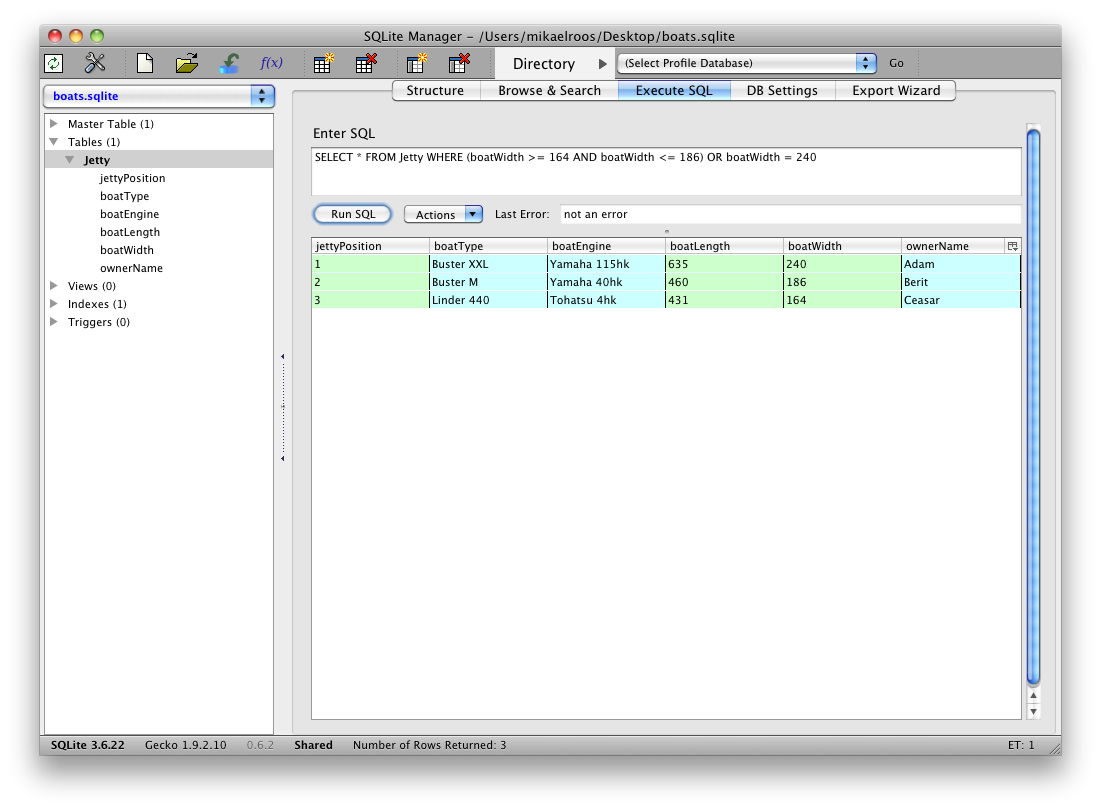 SQLite Manager - /Users/mikaelroos/Desktop/boats.sqlite
f(x) Directory (Select Profile Database) Go
boats.sqlite
Structure Browse & Search Execute SQL DB Settings Export Wizard
Master Table (1)
Tables (1)
Jetty
jettyPosition
boatType
boatEngine
boatLength
boatWidth
ownerName
Views (0)
Indexes (1)
Triggers (0)
Enter SQL
SELECT * FROM Jetty WHERE (boatWidth >= 164 AND boatWidth <= 186) OR boatWidth = 240
Run SQL Actions Last Error: not an error
jettyPosition boatType boatEngine boatLength boatWidth ownerName
1 Buster XXL Yamaha 115hk 635 240 Adam
2 Buster M Yamaha 40hk 460 186 Berit
3 Linder 440 Tohatsu 4hk 431 164 Ceasar
SQLite 3.6.22 Gecko 1.9.2.10 0.6.2 Shared Number of Rows Returned: 3 ET: 1